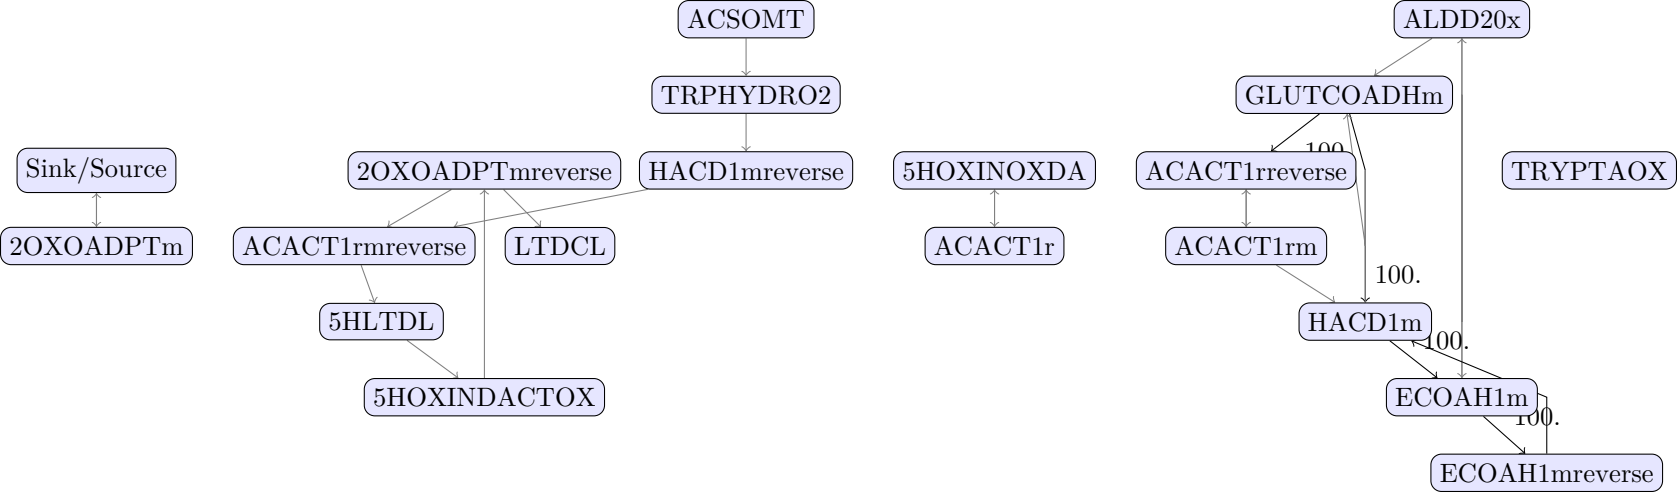 ACSOMT
ALDD20x
TRPHYDRO2
GLUTCOADHm
100.
Sink/Source
2OXOADPTmreverse
HACD1mreverse
5HOXINOXDA
ACACT1rreverse
TRYPTAOX
2OXOADPTm
ACACT1rmreverse
LTDCL
ACACT1r
ACACT1rm
100.
5HLTDL
HACD1m
100.
5HOXINDACTOX
ECOAH1m
100.
ECOAH1mreverse